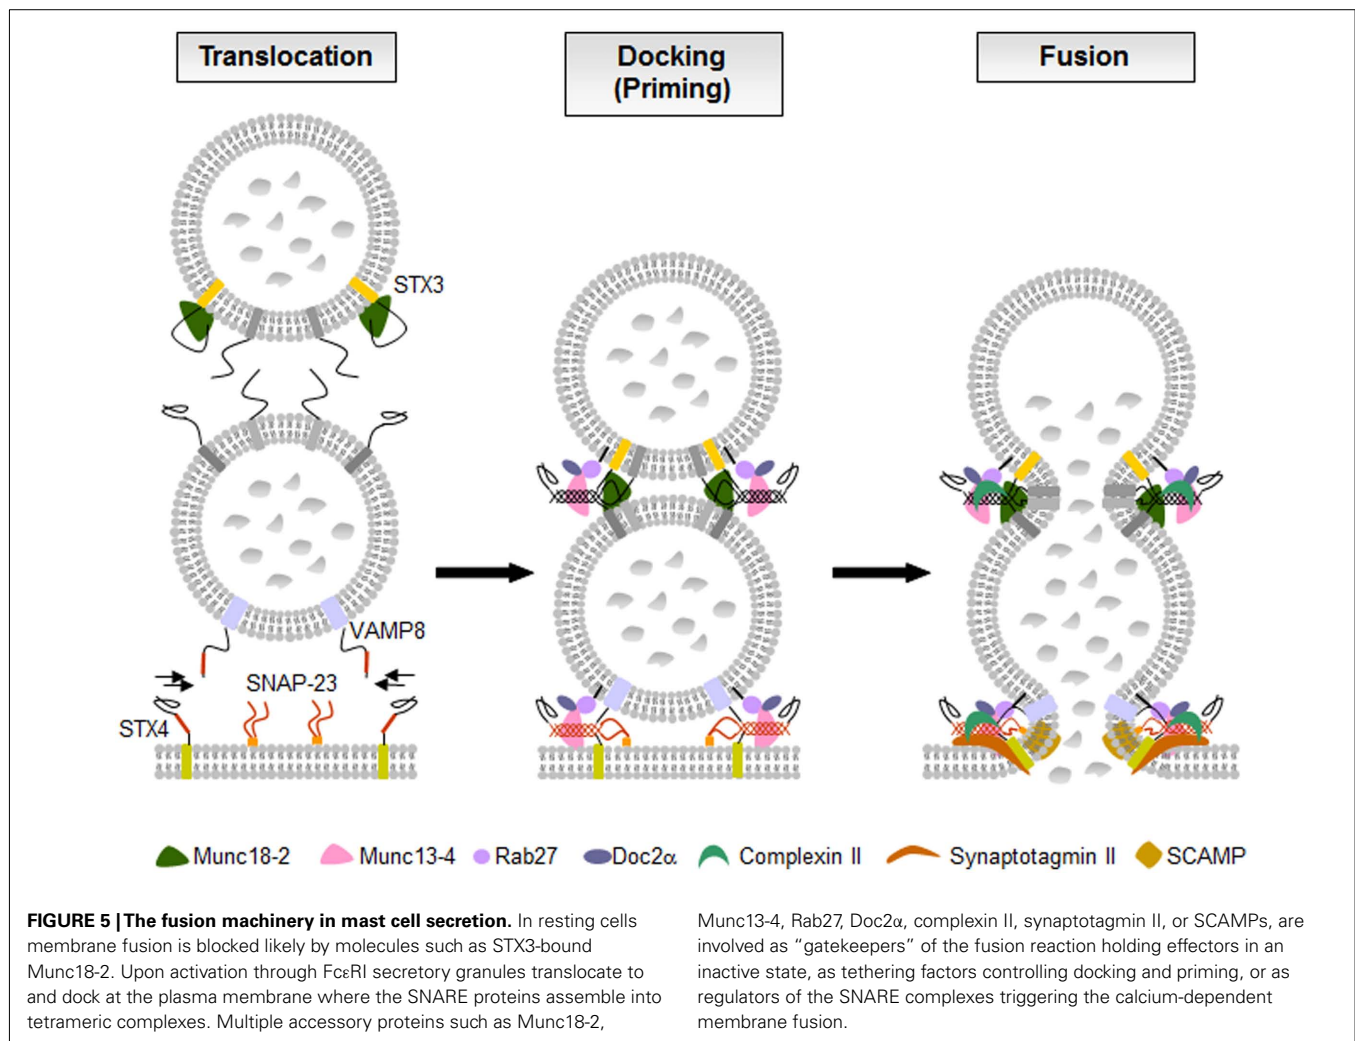 Translocation
Docking
(Priming)
Fusion
STX3
VAMP8
SNAP-23
STX4
Munc18-2
Munc13-4
Rab27
Doc2α
Complexin II
Synaptotagmin II
SCAMP
FIGURE 5 | The fusion machinery in mast cell secretion. In resting cells
membrane fusion is blocked likely by molecules such as STX3-bound
Munc18-2. Upon activation through FcεRI secretory granules translocate to
and dock at the plasma membrane where the SNARE proteins assemble into
tetrameric complexes. Multiple accessory proteins such as Munc18-2,
Munc13-4, Rab27, Doc2α, complexin II, synaptotagmin II, or SCAMPs, are
involved as “gatekeepers” of the fusion reaction holding effectors in an
inactive state, as tethering factors controlling docking and priming, or as
regulators of the SNARE complexes triggering the calcium-dependent
membrane fusion.